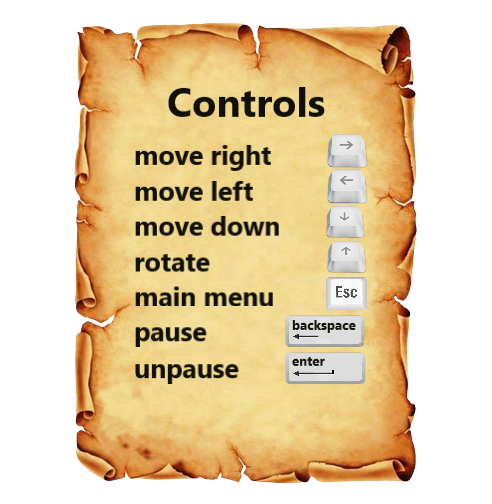 Controls
move right →
move left ←
move down ↓
rotate ↑
main menu Esc
pause backspace
unpause enter